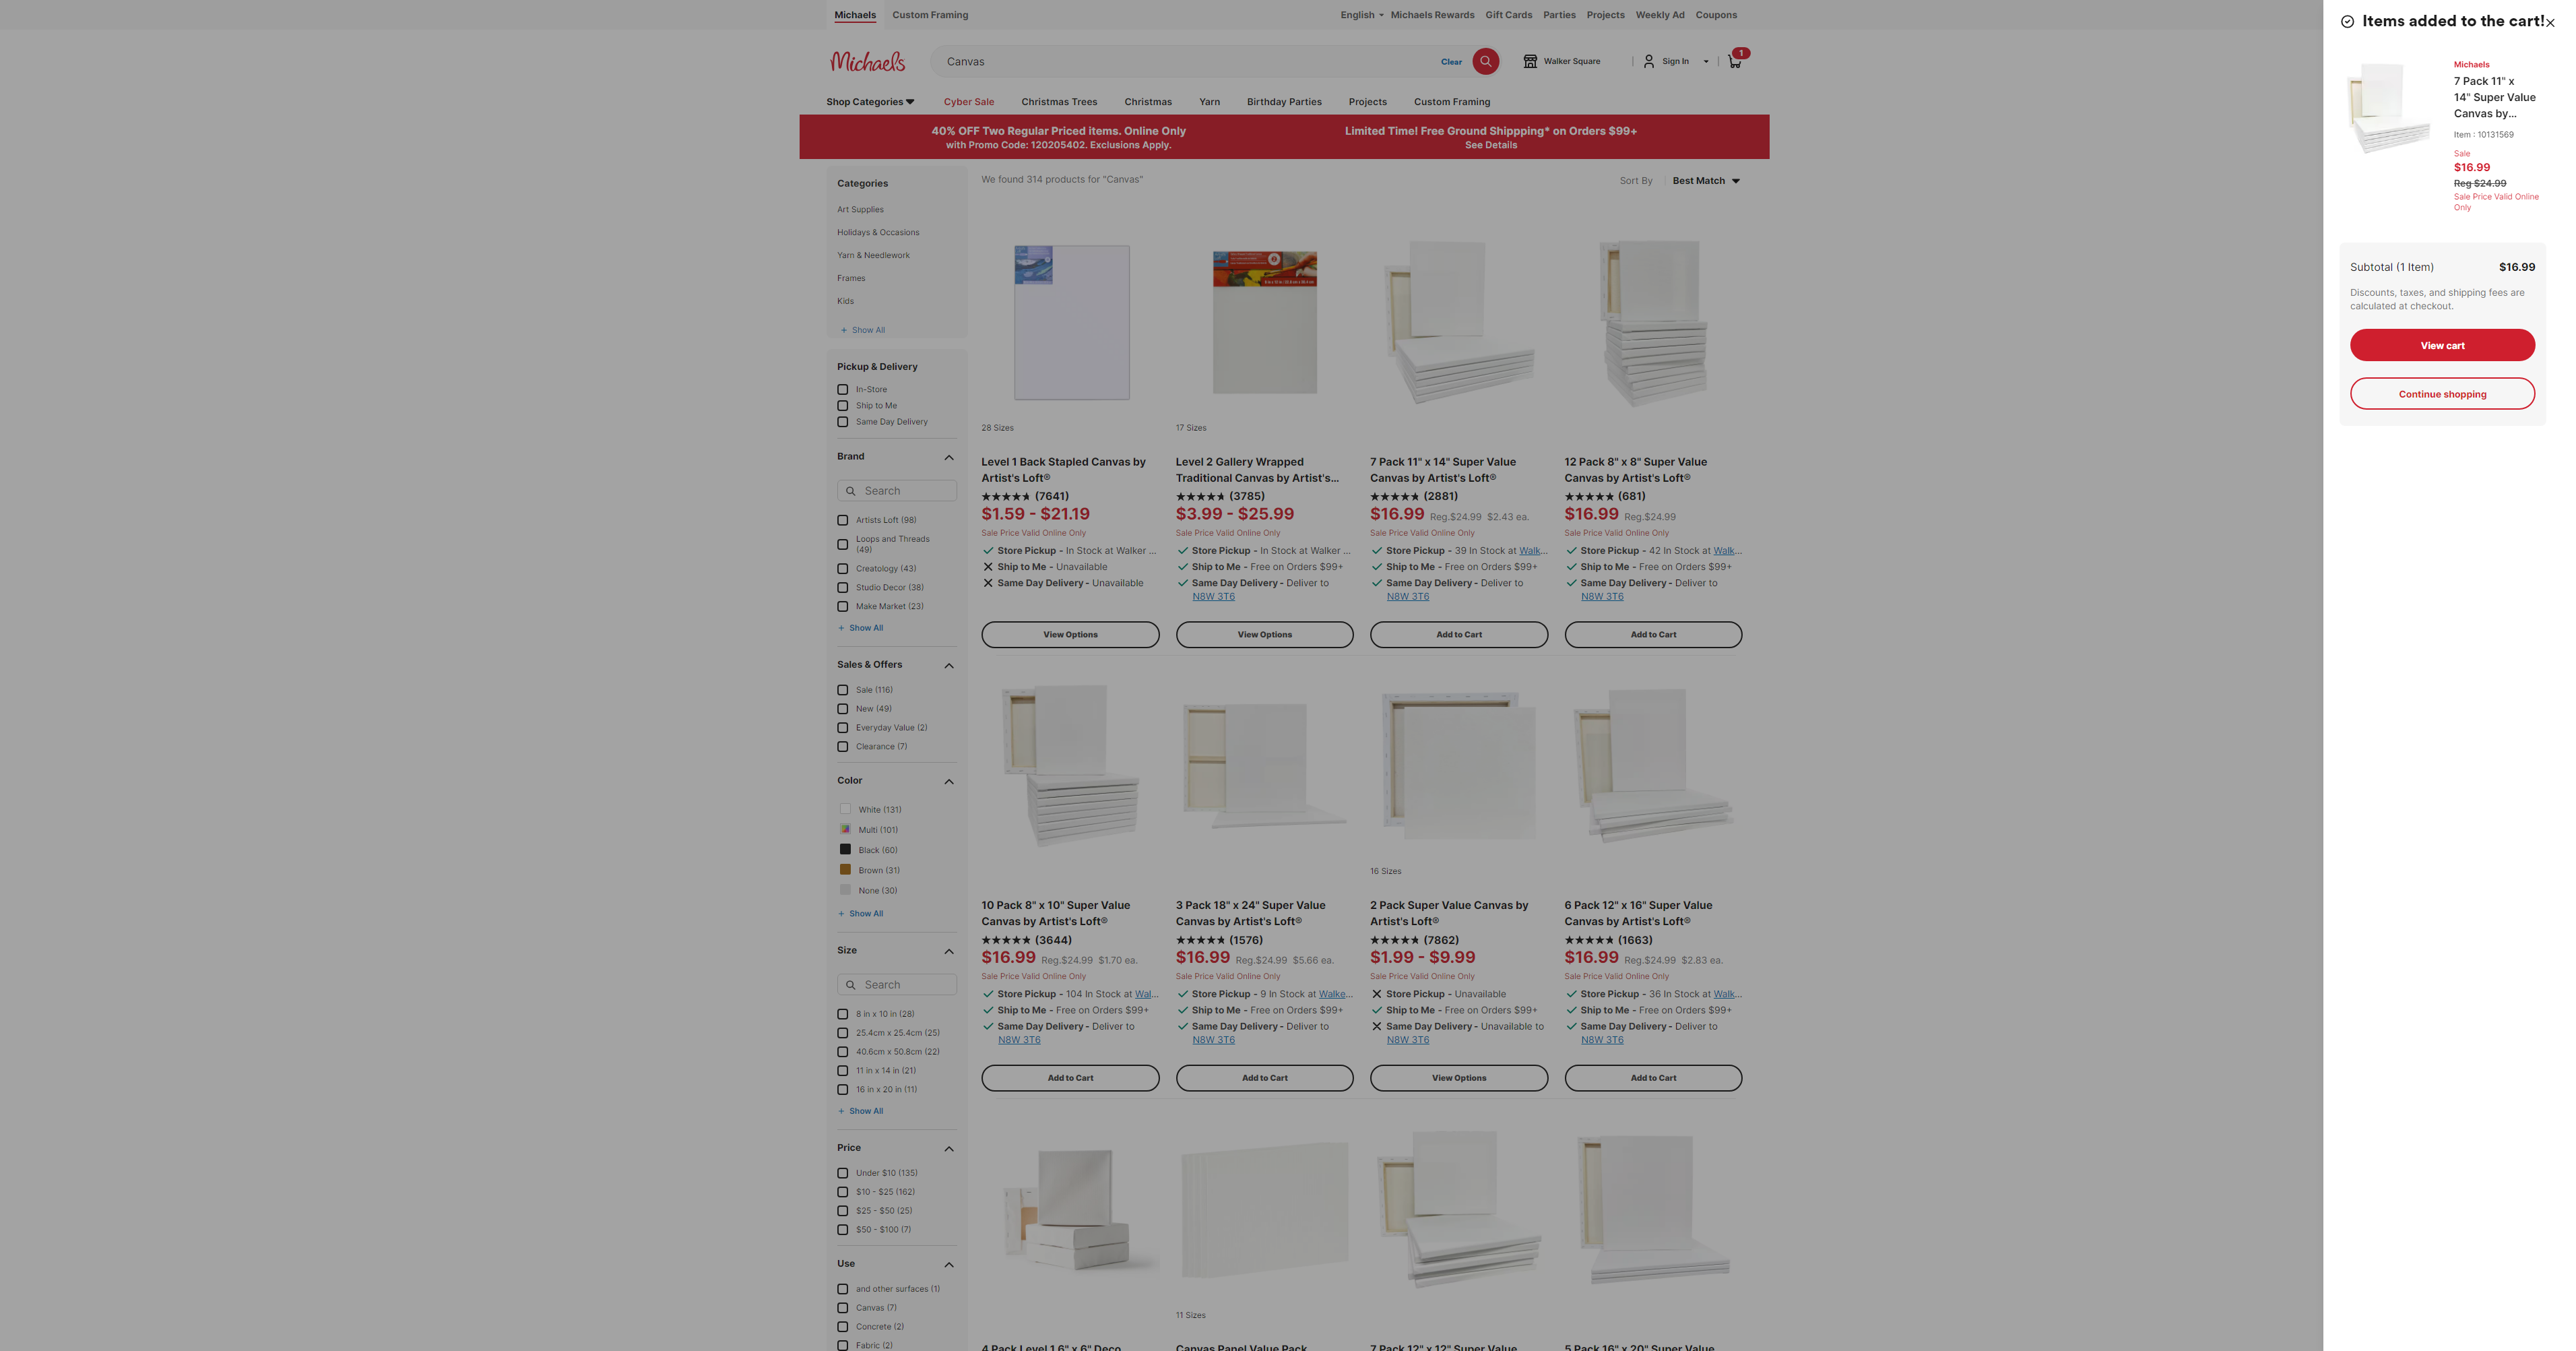 Michaels
Custom Framing
English
Michaels Rewards
Gift Cards
Parties
Projects
Weekly Ad
Coupons
Michaels
Canvas
Clear
Walker Square
Sign In
1
Shop Categories
Cyber Sale
Christmas Trees
Christmas
Yarn
Birthday Parties
Projects
Custom Framing
40% OFF Two Regular Priced items. Online Only
with Promo Code: 120205402. Exclusions Apply.
Limited Time! Free Ground Shippping* on Orders $99+
See Details
Categories
Art Supplies
Holidays & Occasions
Yarn & Needlework
Frames
Kids
+ Show All
Pickup & Delivery
In-Store
Ship to Me
Same Day Delivery
Brand
Search
Artists Loft (98)
Loops and Threads
(49)
Creatology (43)
Studio Decor (38)
Make Market (23)
+ Show All
Sales & Offers
Sale (116)
New (49)
Everyday Value (2)
Clearance (7)
Color
White (131)
Multi (101)
Black (60)
Brown (31)
None (30)
+ Show All
Size
Search
8 in x 10 in (28)
25.4cm x 25.4cm (25)
40.6cm x 50.8cm (22)
11 in x 14 in (21)
16 in x 20 in (11)
+ Show All
Price
Under $10 (135)
$10 - $25 (162)
$25 - $50 (25)
$50 - $100 (7)
Use
and other surfaces (1)
Canvas (7)
Concrete (2)
Fabric (2)
We found 314 products for "Canvas"
Sort By
Best Match
28 Sizes
Level 1 Back Stapled Canvas by
Artist's Loft®
(7641)
$1.59 - $21.19
Sale Price Valid Online Only
Store Pickup - In Stock at Walker ...
Ship to Me - Unavailable
Same Day Delivery - Unavailable
View Options
17 Sizes
Level 2 Gallery Wrapped
Traditional Canvas by Artist's...
(3785)
$3.99 - $25.99
Sale Price Valid Online Only
Store Pickup - In Stock at Walker ...
Ship to Me - Free on Orders $99+
Same Day Delivery - Deliver to
N8W 3T6
View Options
7 Pack 11" x 14" Super Value
Canvas by Artist's Loft®
(2881)
$16.99 Reg.$24.99 $2.43 ea.
Sale Price Valid Online Only
Store Pickup - 39 In Stock at Walk...
Ship to Me - Free on Orders $99+
Same Day Delivery - Deliver to
N8W 3T6
Add to Cart
12 Pack 8" x 8" Super Value
Canvas by Artist's Loft®
(681)
$16.99 Reg.$24.99
Sale Price Valid Online Only
Store Pickup - 42 In Stock at Walk...
Ship to Me - Free on Orders $99+
Same Day Delivery - Deliver to
N8W 3T6
Add to Cart
10 Pack 8" x 10" Super Value
Canvas by Artist's Loft®
(3644)
$16.99 Reg.$24.99 $1.70 ea.
Sale Price Valid Online Only
Store Pickup - 104 In Stock at Wal...
Ship to Me - Free on Orders $99+
Same Day Delivery - Deliver to
N8W 3T6
Add to Cart
3 Pack 18" x 24" Super Value
Canvas by Artist's Loft®
(1576)
$16.99 Reg.$24.99 $5.66 ea.
Sale Price Valid Online Only
Store Pickup - 9 In Stock at Walke...
Ship to Me - Free on Orders $99+
Same Day Delivery - Deliver to
N8W 3T6
Add to Cart
16 Sizes
2 Pack Super Value Canvas by
Artist's Loft®
(7862)
$1.99 - $9.99
Sale Price Valid Online Only
Store Pickup - Unavailable
Ship to Me - Free on Orders $99+
Same Day Delivery - Unavailable to
N8W 3T6
View Options
6 Pack 12" x 16" Super Value
Canvas by Artist's Loft®
(1663)
$16.99 Reg.$24.99 $2.83 ea.
Sale Price Valid Online Only
Store Pickup - 36 In Stock at Walk...
Ship to Me - Free on Orders $99+
Same Day Delivery - Deliver to
N8W 3T6
Add to Cart
4 Pack Level 1 6" x 6" Deco
11 Sizes
Canvas Panel Value Pack
7 Pack 12" x 12" Super Value
5 Pack 16" x 20" Super Value
Items added to the cart!
Michaels
7 Pack 11" x
14" Super Value
Canvas by...
Item : 10131569
Sale
$16.99
Reg $24.99
Sale Price Valid Online
Only
Subtotal (1 Item)
$16.99
Discounts, taxes, and shipping fees are
calculated at checkout.
View cart
Continue shopping